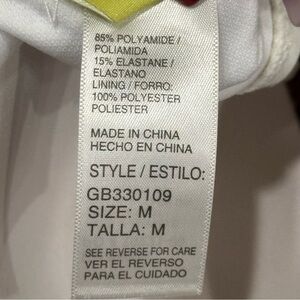 85% POLYAMIDE /
POLIAMIDA
15% ELASTANE /
ELASTANO
LINING / FORRO:
100% POLYESTER
POLIESTER
MADE IN CHINA
HECHO EN CHINA
STYLE / ESTILO:
GB330109
SIZE: M
TALLA: M
SEE REVERSE FOR CARE
VER EL REVERSO
PARA EL CUIDADO